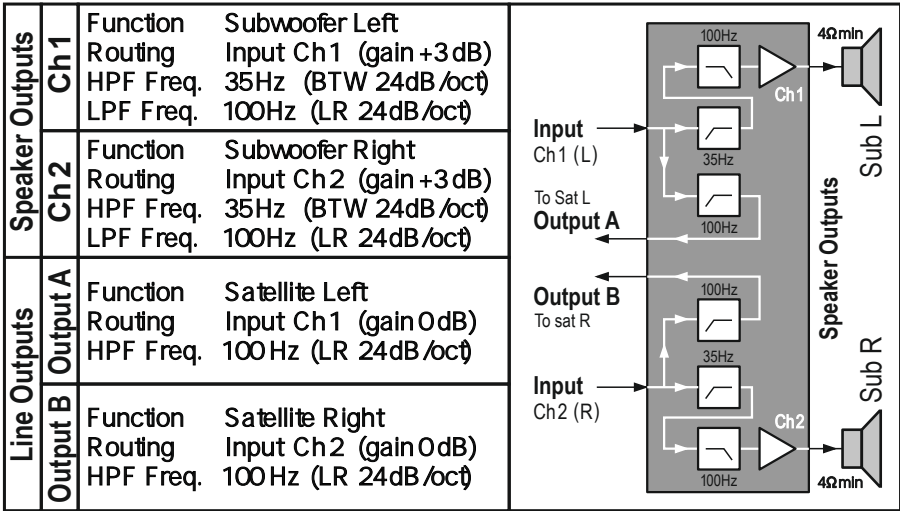 Speaker Outputs
Ch1
Function Subwoofer Left
Routing Input Ch1 (gain +3 dB)
HPF Freq. 35Hz (BTW 24dB/oct)
LPF Freq. 100Hz (LR 24dB/oct)
Ch2
Function Subwoofer Right
Routing Input Ch2 (gain +3 dB)
HPF Freq. 35Hz (BTW 24dB/oct)
LPF Freq. 100Hz (LR 24dB/oct)
Line Outputs
Output A
Function Satellite Left
Routing Input Ch1 (gain 0dB)
HPF Freq. 100Hz (LR 24dB/oct)
Output B
Function Satellite Right
Routing Input Ch2 (gain 0dB)
HPF Freq. 100Hz (LR 24dB/oct)
100Hz
4Ωmin
Ch1
Input
Ch1 (L)
35Hz
Sub L
To Sat L
Output A
100Hz
Speaker Outputs
100Hz
Output B
To sat R
35Hz
Input
Ch2 (R)
Sub R
Ch2
100Hz
4Ωmin